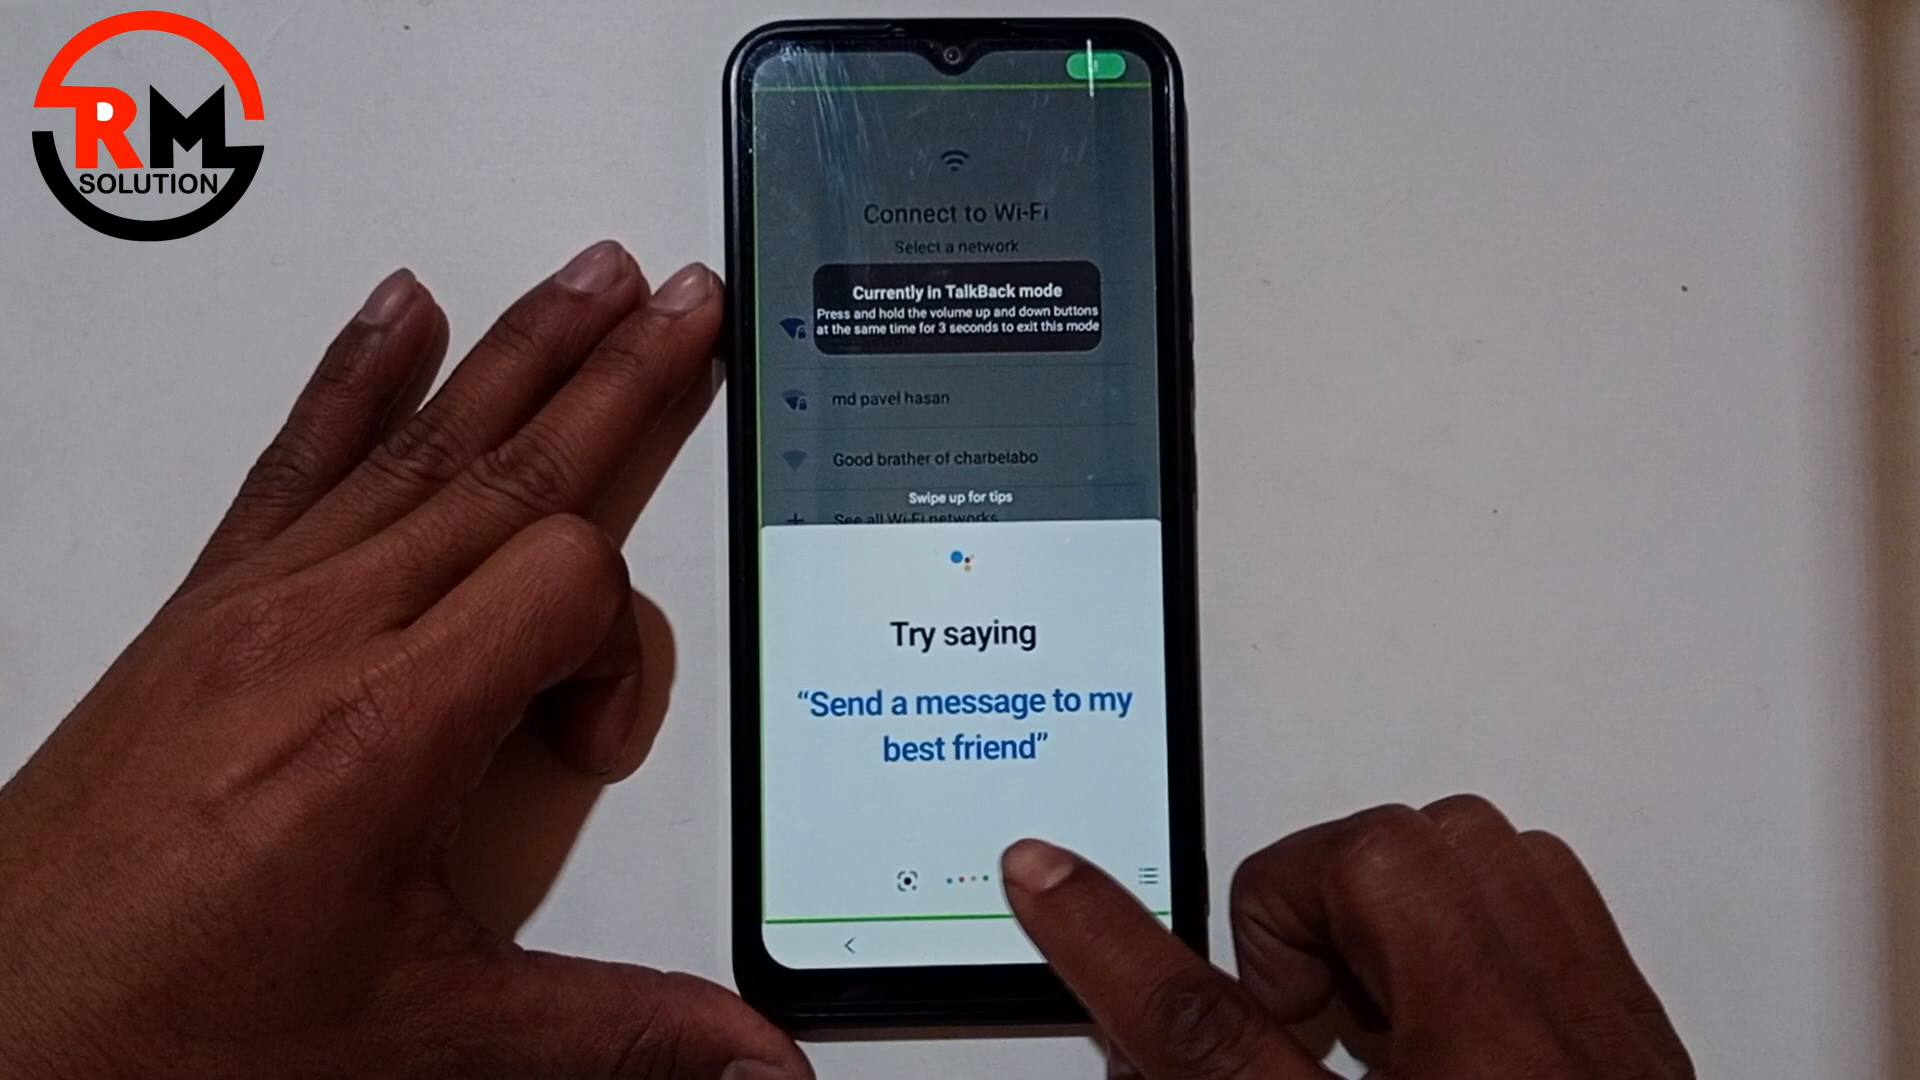 RM
SOLUTION
Connect to Wi-Fi
Select a network
Currently in TalkBack mode
Press and hold the volume up and down buttons
at the same time for 3 seconds to exit this mode
md pavel hasan
Good brather of charbelabo
Swipe up for tips
See all Wi-Fi networks
Try saying
“Send a message to my
best friend”